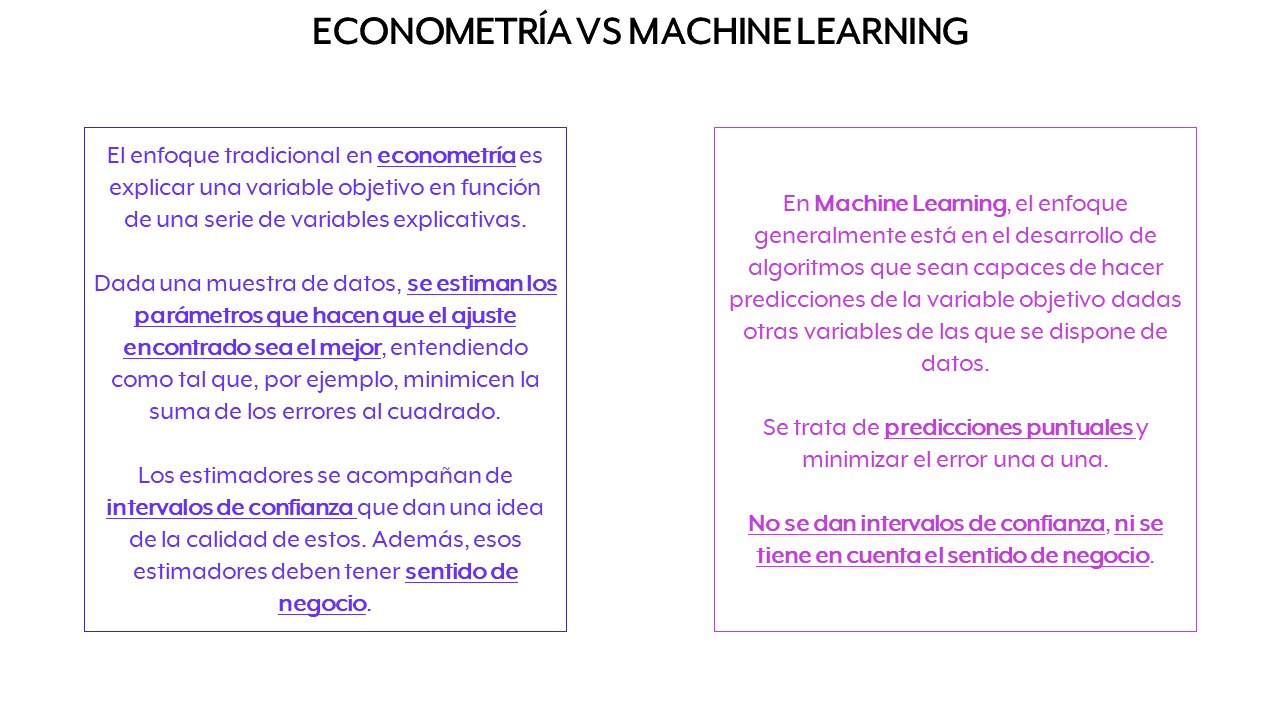 ECONOMETRÍA VS MACHINE LEARNING
El enfoque tradicional en econometría es
explicar una variable objetivo en función
de una serie de variables explicativas.
Dada una muestra de datos, se estiman los
parámetros que hacen que el ajuste
encontrado sea el mejor, entendiendo
como tal que, por ejemplo, minimicen la
suma de los errores al cuadrado.
Los estimadores se acompañan de
intervalos de confianza que dan una idea
de la calidad de estos. Además, esos
estimadores deben tener sentido de
negocio.
En Machine Learning, el enfoque
generalmente está en el desarrollo de
algoritmos que sean capaces de hacer
predicciones de la variable objetivo dadas
otras variables de las que se dispone de
datos.
Se trata de predicciones puntuales y
minimizar el error una a una.
No se dan intervalos de confianza, ni se
tiene en cuenta el sentido de negocio.